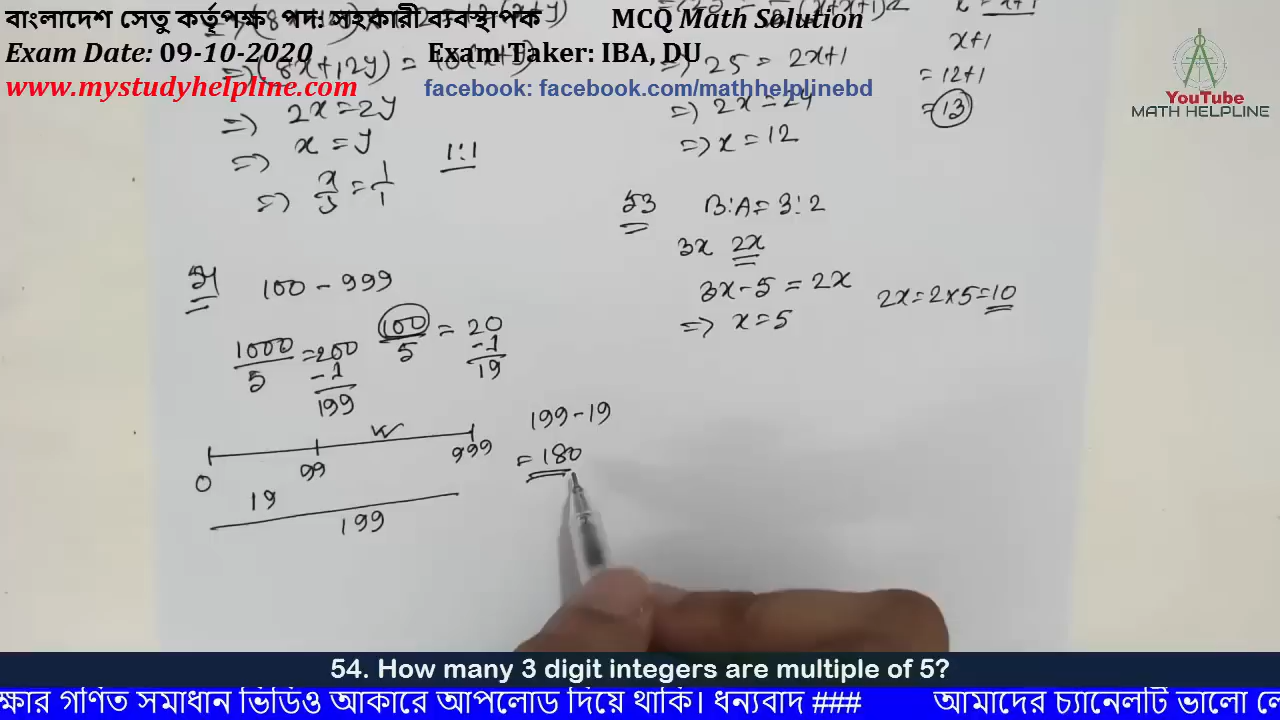 বাংলাদেশ সেতু কর্তৃপক্ষ পদ: সহকারী ব্যবস্থাপক
MCQ Math Solution
Exam Date: 09-10-2020
Exam Taker: IBA, DU
www.mystudyhelpline.com
facebook: facebook.com/mathhelplinebd
YouTube
MATH HELPLINE
=> 2x = 2y
=> x = y
=> x/y = 1/1
1:1
=> 25 = 2x+1
=> 2x = 24
=> x = 12
x+1
= 12+1
= 13
100 - 999
1000/5 = 200
-1
199
100/5 = 20
-1
19
0 99 999
19
199
199-19
= 180
53 B:A = 3:2
3x 2x
3x-5 = 2x
=> x = 5
2x = 2×5 = 10
54. How many 3 digit integers are multiple of 5?
গণিত সমাধান ভিডিও আকারে আপলোড দিয়ে থাকি। ধন্যবাদ ### আমাদের চ্যানেলটি ভালো